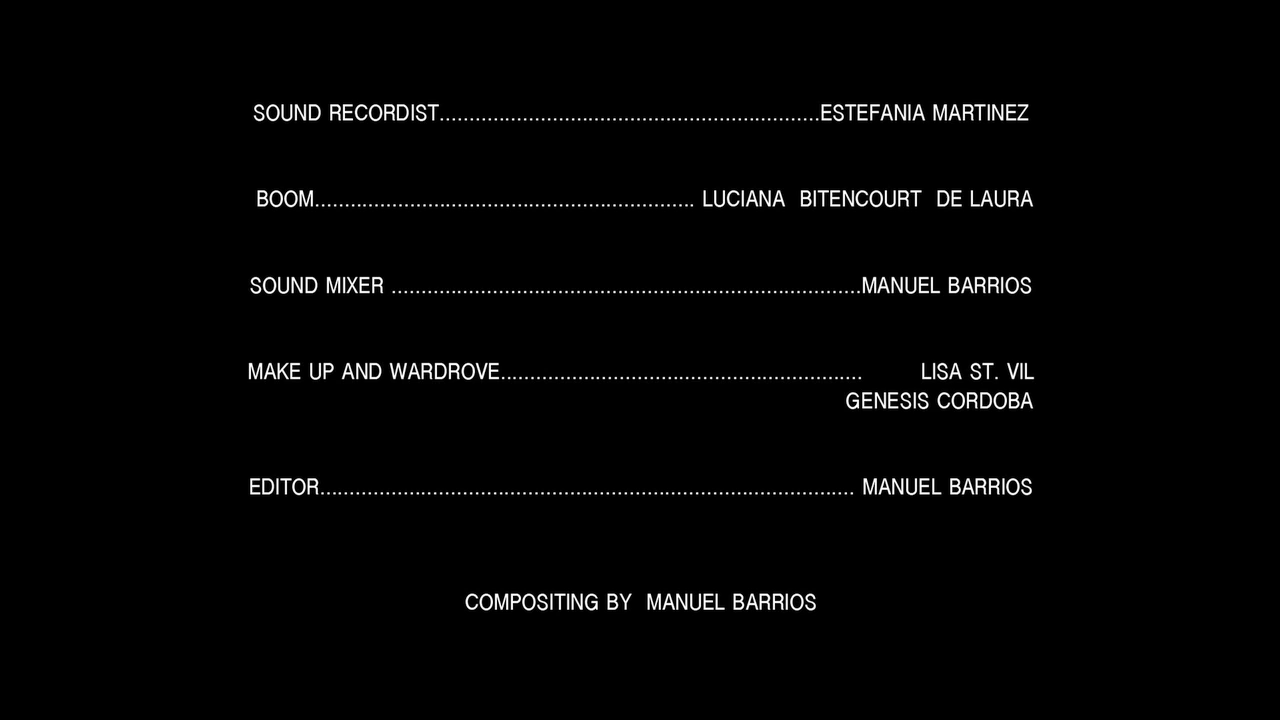 SOUND RECORDIST................................................................ESTEFANIA MARTINEZ
BOOM................................................................ LUCIANA  BITENCOURT  DE LAURA
SOUND MIXER ...............................................................................MANUEL BARRIOS
MAKE UP AND WARDROVE............................................................. LISA ST. VIL
GENESIS CORDOBA
EDITOR.......................................................................................... MANUEL BARRIOS
COMPOSITING BY  MANUEL BARRIOS